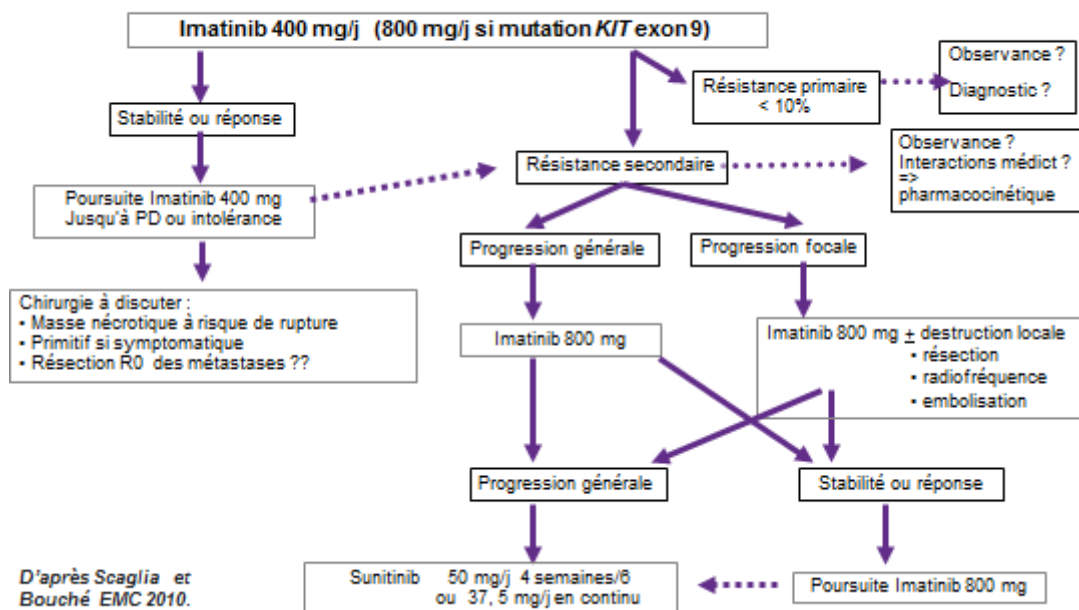 Imatinib 400 mg/j (800 mg/j si mutation KIT exon 9)
Observance ?
Diagnostic ?
Résistance primaire
< 10%
Stabilité ou réponse
Observance ?
Interactions médict ?
=>
pharmacocinétique
Résistance secondaire
Poursuite Imatinib 400 mg
Jusqu'à PD ou intolérance
Progression générale
Progression focale
Chirurgie à discuter :
▪ Masse nécrotique à risque de rupture
▪ Primitif si symptomatique
▪ Résection R0 des métastases ??
Imatinib 800 mg
Imatinib 800 mg ± destruction locale
▪ résection
▪ radiofréquence
▪ embolisation
Progression générale
Stabilité ou réponse
D'après Scaglia et
Bouché EMC 2010.
Sunitinib 50 mg/j 4 semaines/6
ou 37, 5 mg/j en continu
Poursuite Imatinib 800 mg